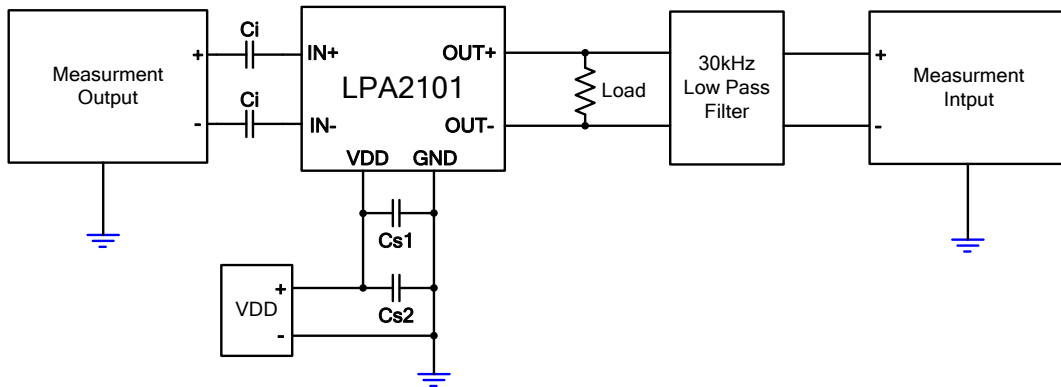 Measurment
Output
+
-
Ci
Ci
IN+
IN-
LPA2101
OUT+
OUT-
VDD
GND
Load
30kHz
Low Pass
Filter
+
-
Measurment
Intput
Cs1
Cs2
VDD
+
-